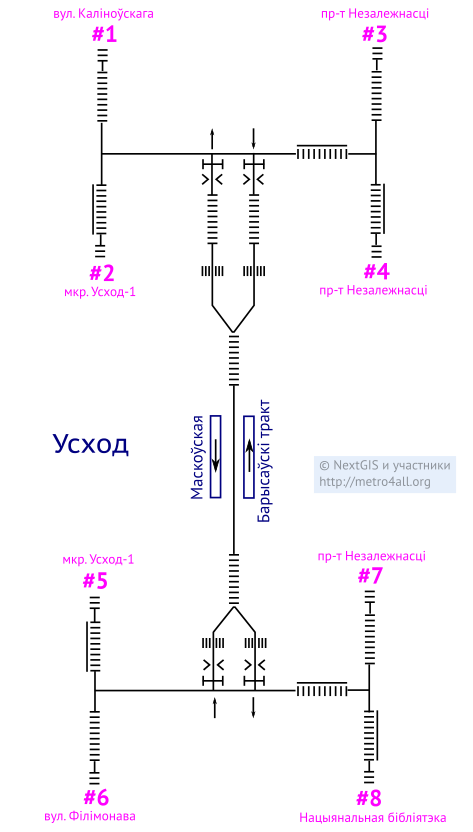 вул. Каліноўскага
#1
пр-т Незалежнасці
#3
#2
мкр. Усход-1
#4
пр-т Незалежнасці
Усход
Маскоўская
Барысаўскі тракт
© NextGIS и участники
http://metro4all.org
мкр. Усход-1
#5
пр-т Незалежнасці
#7
#6
вул. Філімонава
#8
Нацыянальная бібліятэка